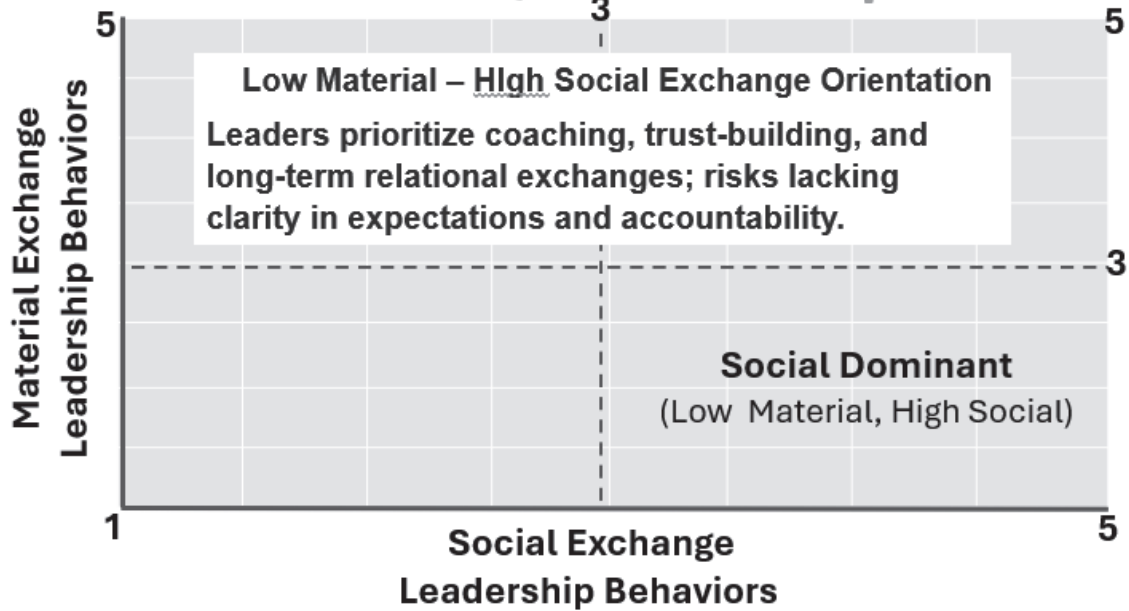 5
3
5
Low Material – HIgh Social Exchange Orientation
Leaders prioritize coaching, trust-building, and
long-term relational exchanges; risks lacking
clarity in expectations and accountability.
Material Exchange
Leadership Behaviors
3
Social Dominant
(Low Material, High Social)
1
5
Social Exchange
Leadership Behaviors